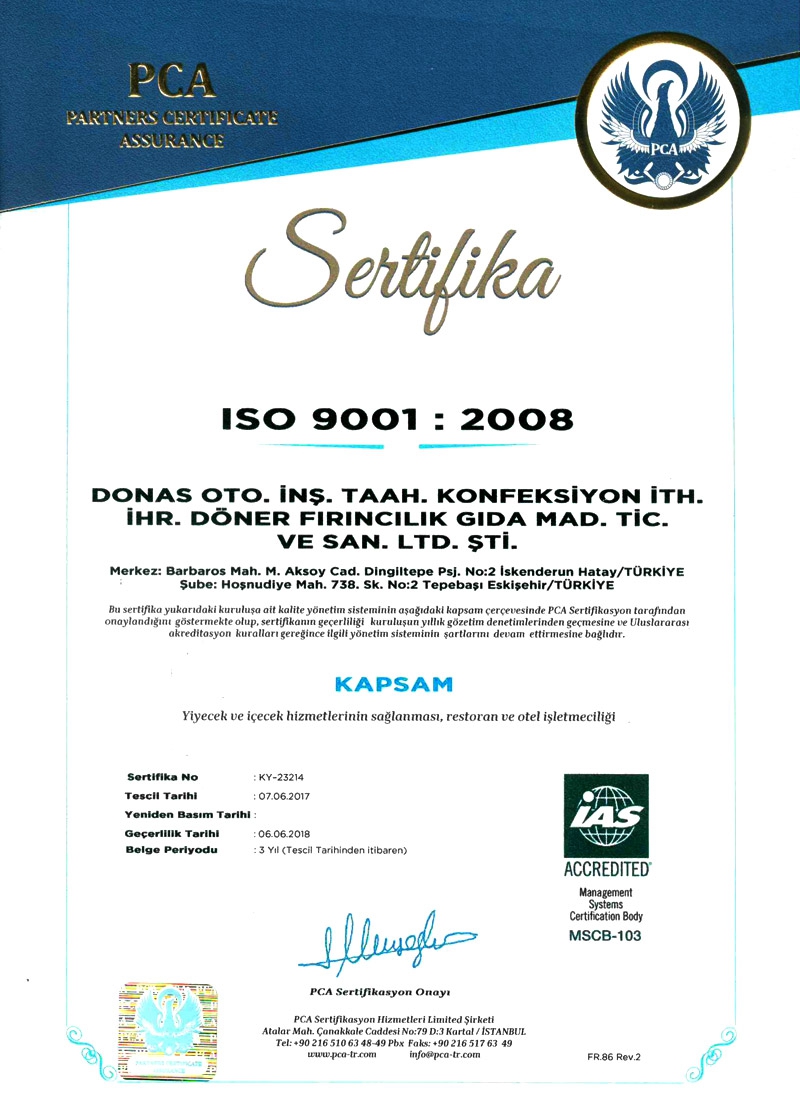 PCA
PARTNERS CERTIFICATE
ASSURANCE
PCA
Sertifika
ISO 9001 : 2008
DONAS OTO. İNŞ. TAAH. KONFEKSİYON İTH.
İHR. DÖNER FIRINCILIK GIDA MAD. TİC.
VE SAN. LTD. ŞTİ.
Merkez: Barbaros Mah. M. Aksoy Cad. Dingiltepe Psj. No:2 İskenderun Hatay/TÜRKİYE
Şube: Hoşnudiye Mah. 738. Sk. No:2 Tepebaşı Eskişehir/TÜRKİYE
Bu sertifika yukarıdaki kuruluşa ait kalite yönetim sisteminin aşağıdaki kapsam çerçevesinde PCA Sertifikasyon tarafından
onaylandığını göstermekte olup, sertifikanın geçerliliği kuruluşun yıllık gözetim denetimlerinden geçmesine ve Uluslararası
akreditasyon kuralları gereğince ilgili yönetim sisteminin şartlarını devam ettirmesine bağlıdır.
KAPSAM
Yiyecek ve içecek hizmetlerinin sağlanması, restoran ve otel işletmeciliği
Sertifika No : KY-23214
Tescil Tarihi : 07.06.2017
Yeniden Basım Tarihi :
Geçerlilik Tarihi : 06.06.2018
Belge Periyodu : 3 Yıl (Tescil Tarihinden itibaren)
IAS
ACCREDITED®
Management
Systems
Certification Body
MSCB-103
PCA Sertifikasyon Onayı
PCA Sertifikasyon Hizmetleri Limited Şirketi
Atalar Mah. Çanakkale Caddesi No:79 D:3 Kartal / İSTANBUL
Tel: +90 216 510 63 48-49 Pbx Faks: +90 216 517 63 49
www.pca-tr.com info@pca-tr.com
FR.86 Rev.2
PARTNERS CERTIFICATE
ASSURANCE